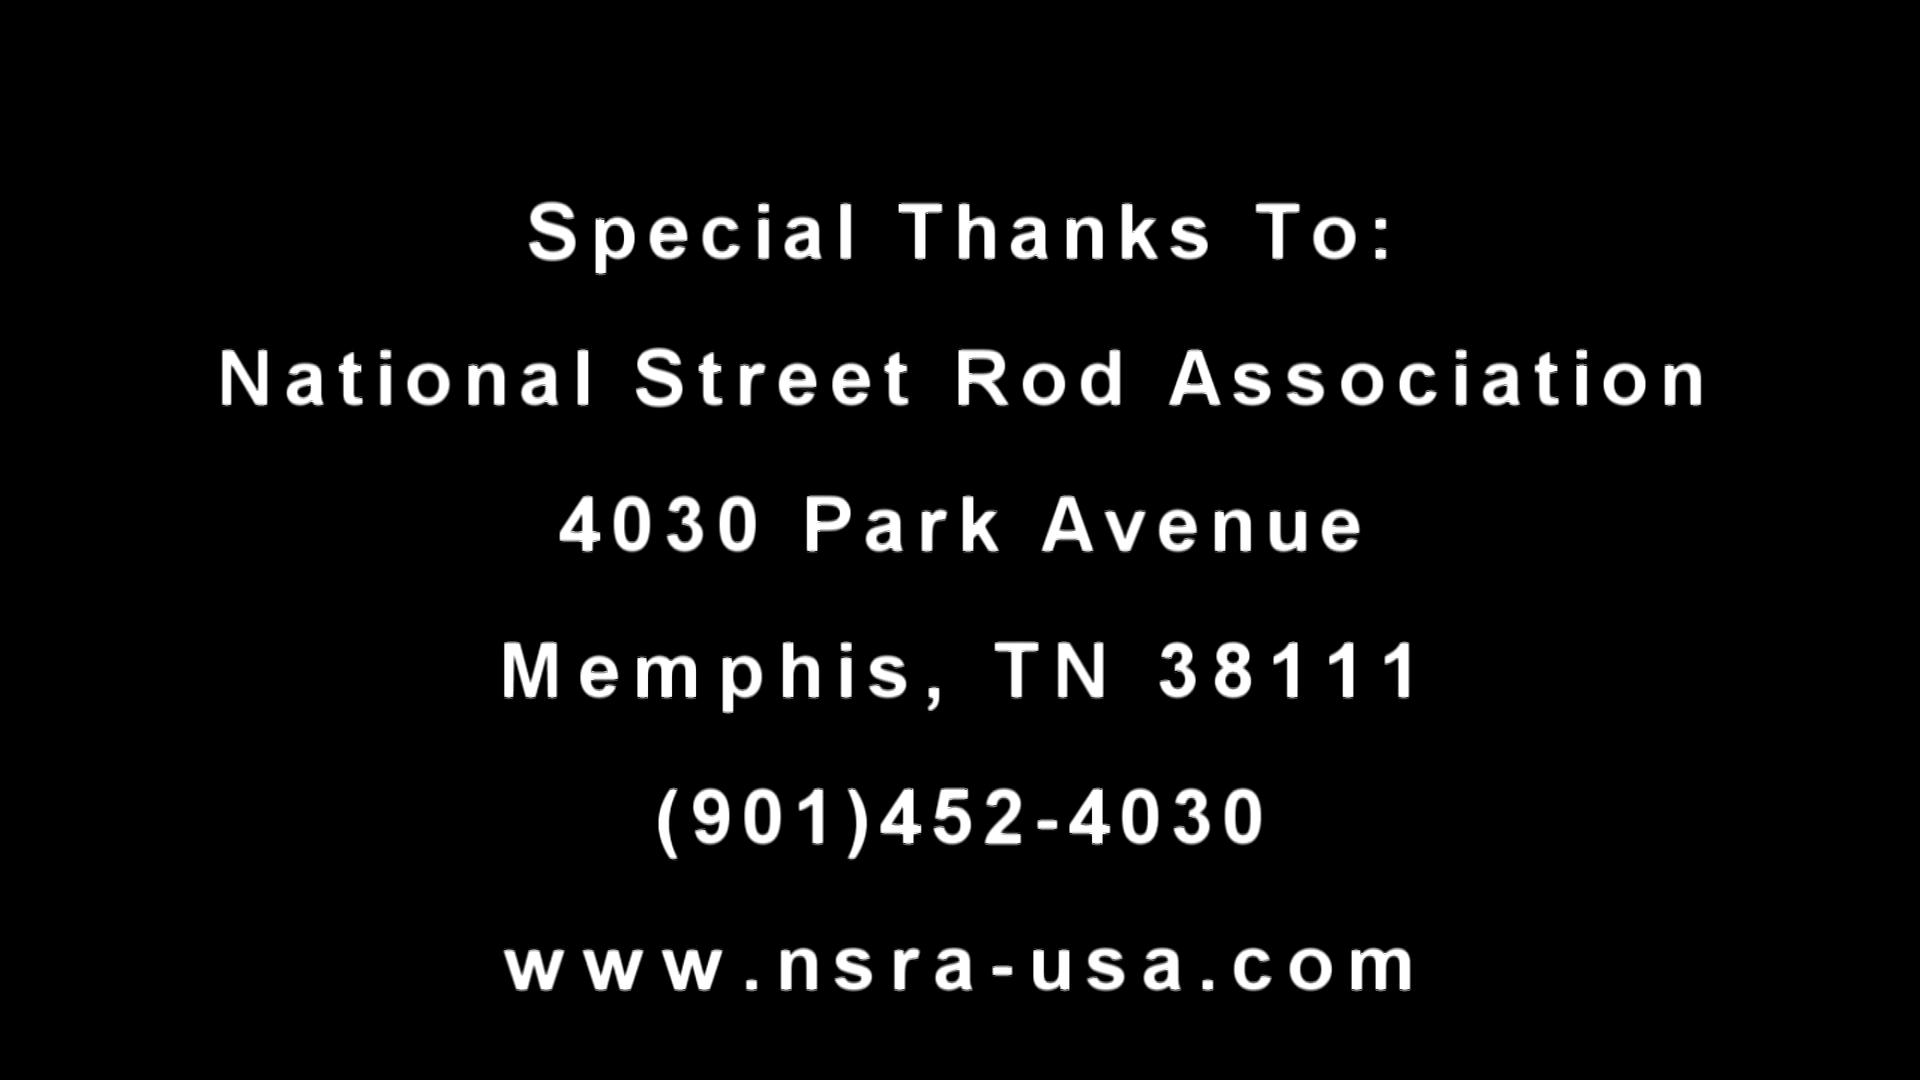 Special Thanks To:
National Street Rod Association
4030 Park Avenue
Memphis, TN 38111
(901)452-4030
www.nsra-usa.com